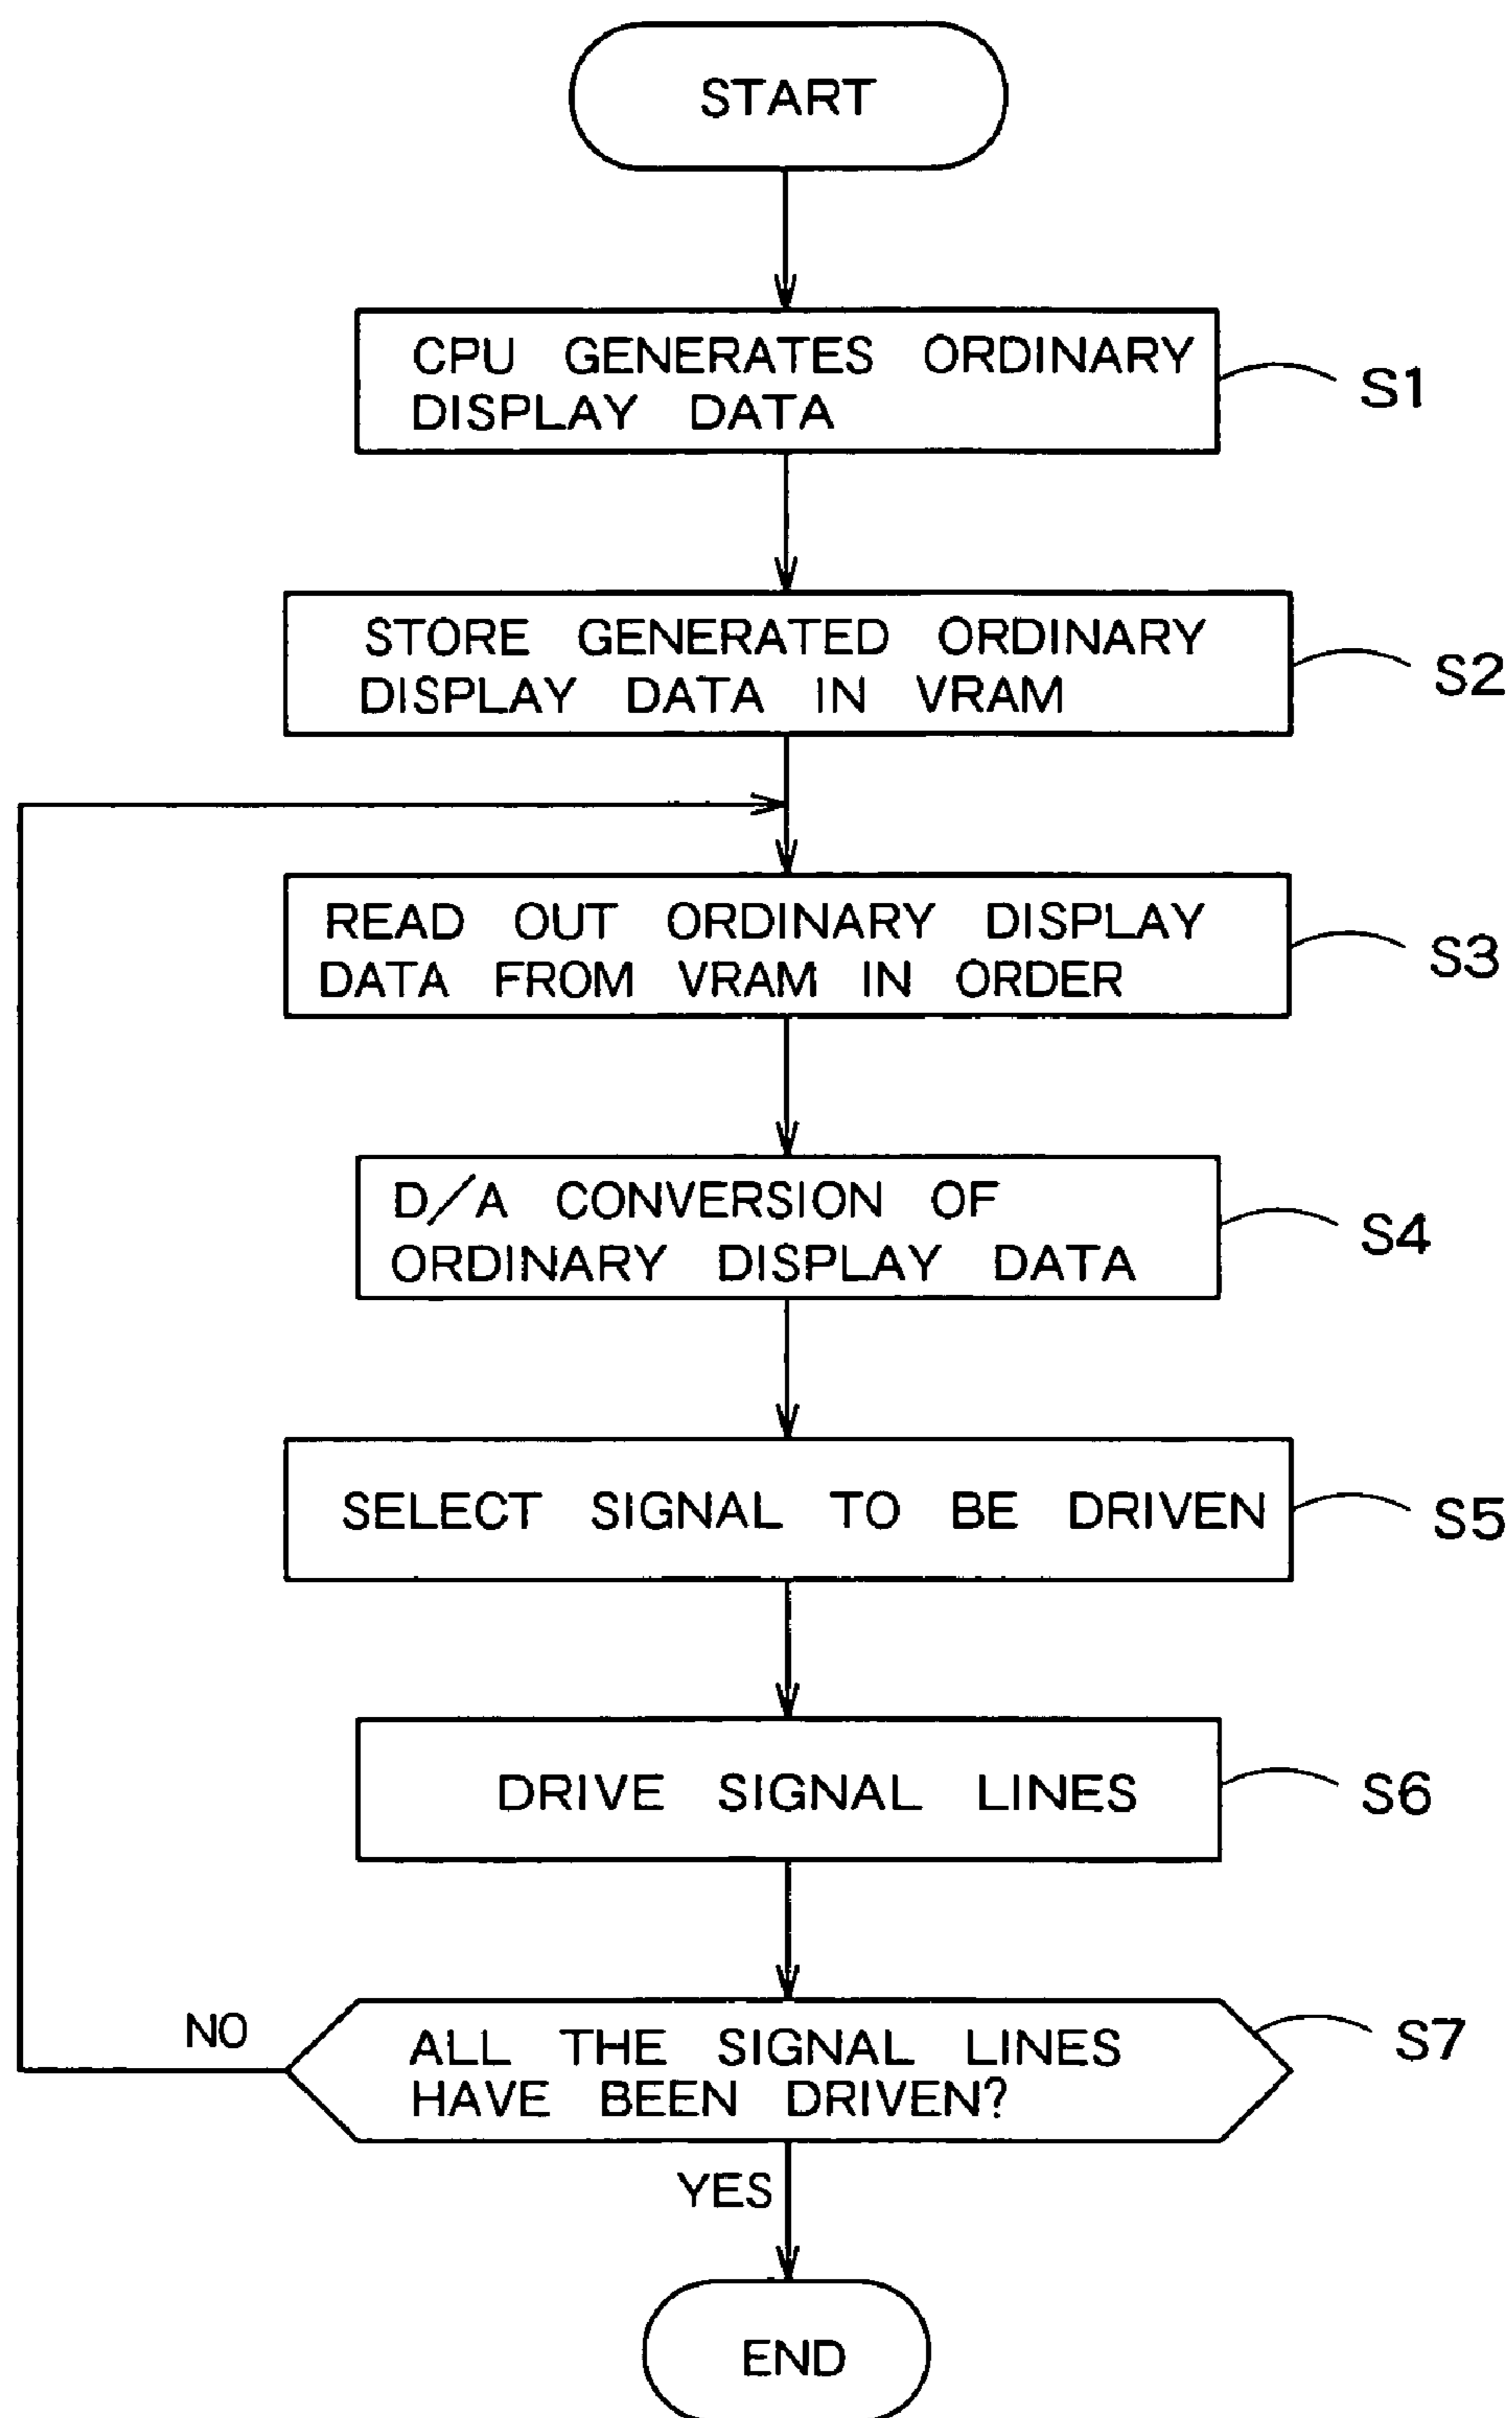 START
CPU GENERATES ORDINARY
DISPLAY DATA
S1
STORE GENERATED ORDINARY
DISPLAY DATA IN VRAM
S2
READ OUT ORDINARY DISPLAY
DATA FROM VRAM IN ORDER
S3
D/A CONVERSION OF
ORDINARY DISPLAY DATA
S4
SELECT SIGNAL TO BE DRIVEN
S5
DRIVE SIGNAL LINES
S6
NO
ALL THE SIGNAL LINES
HAVE BEEN DRIVEN?
S7
YES
END